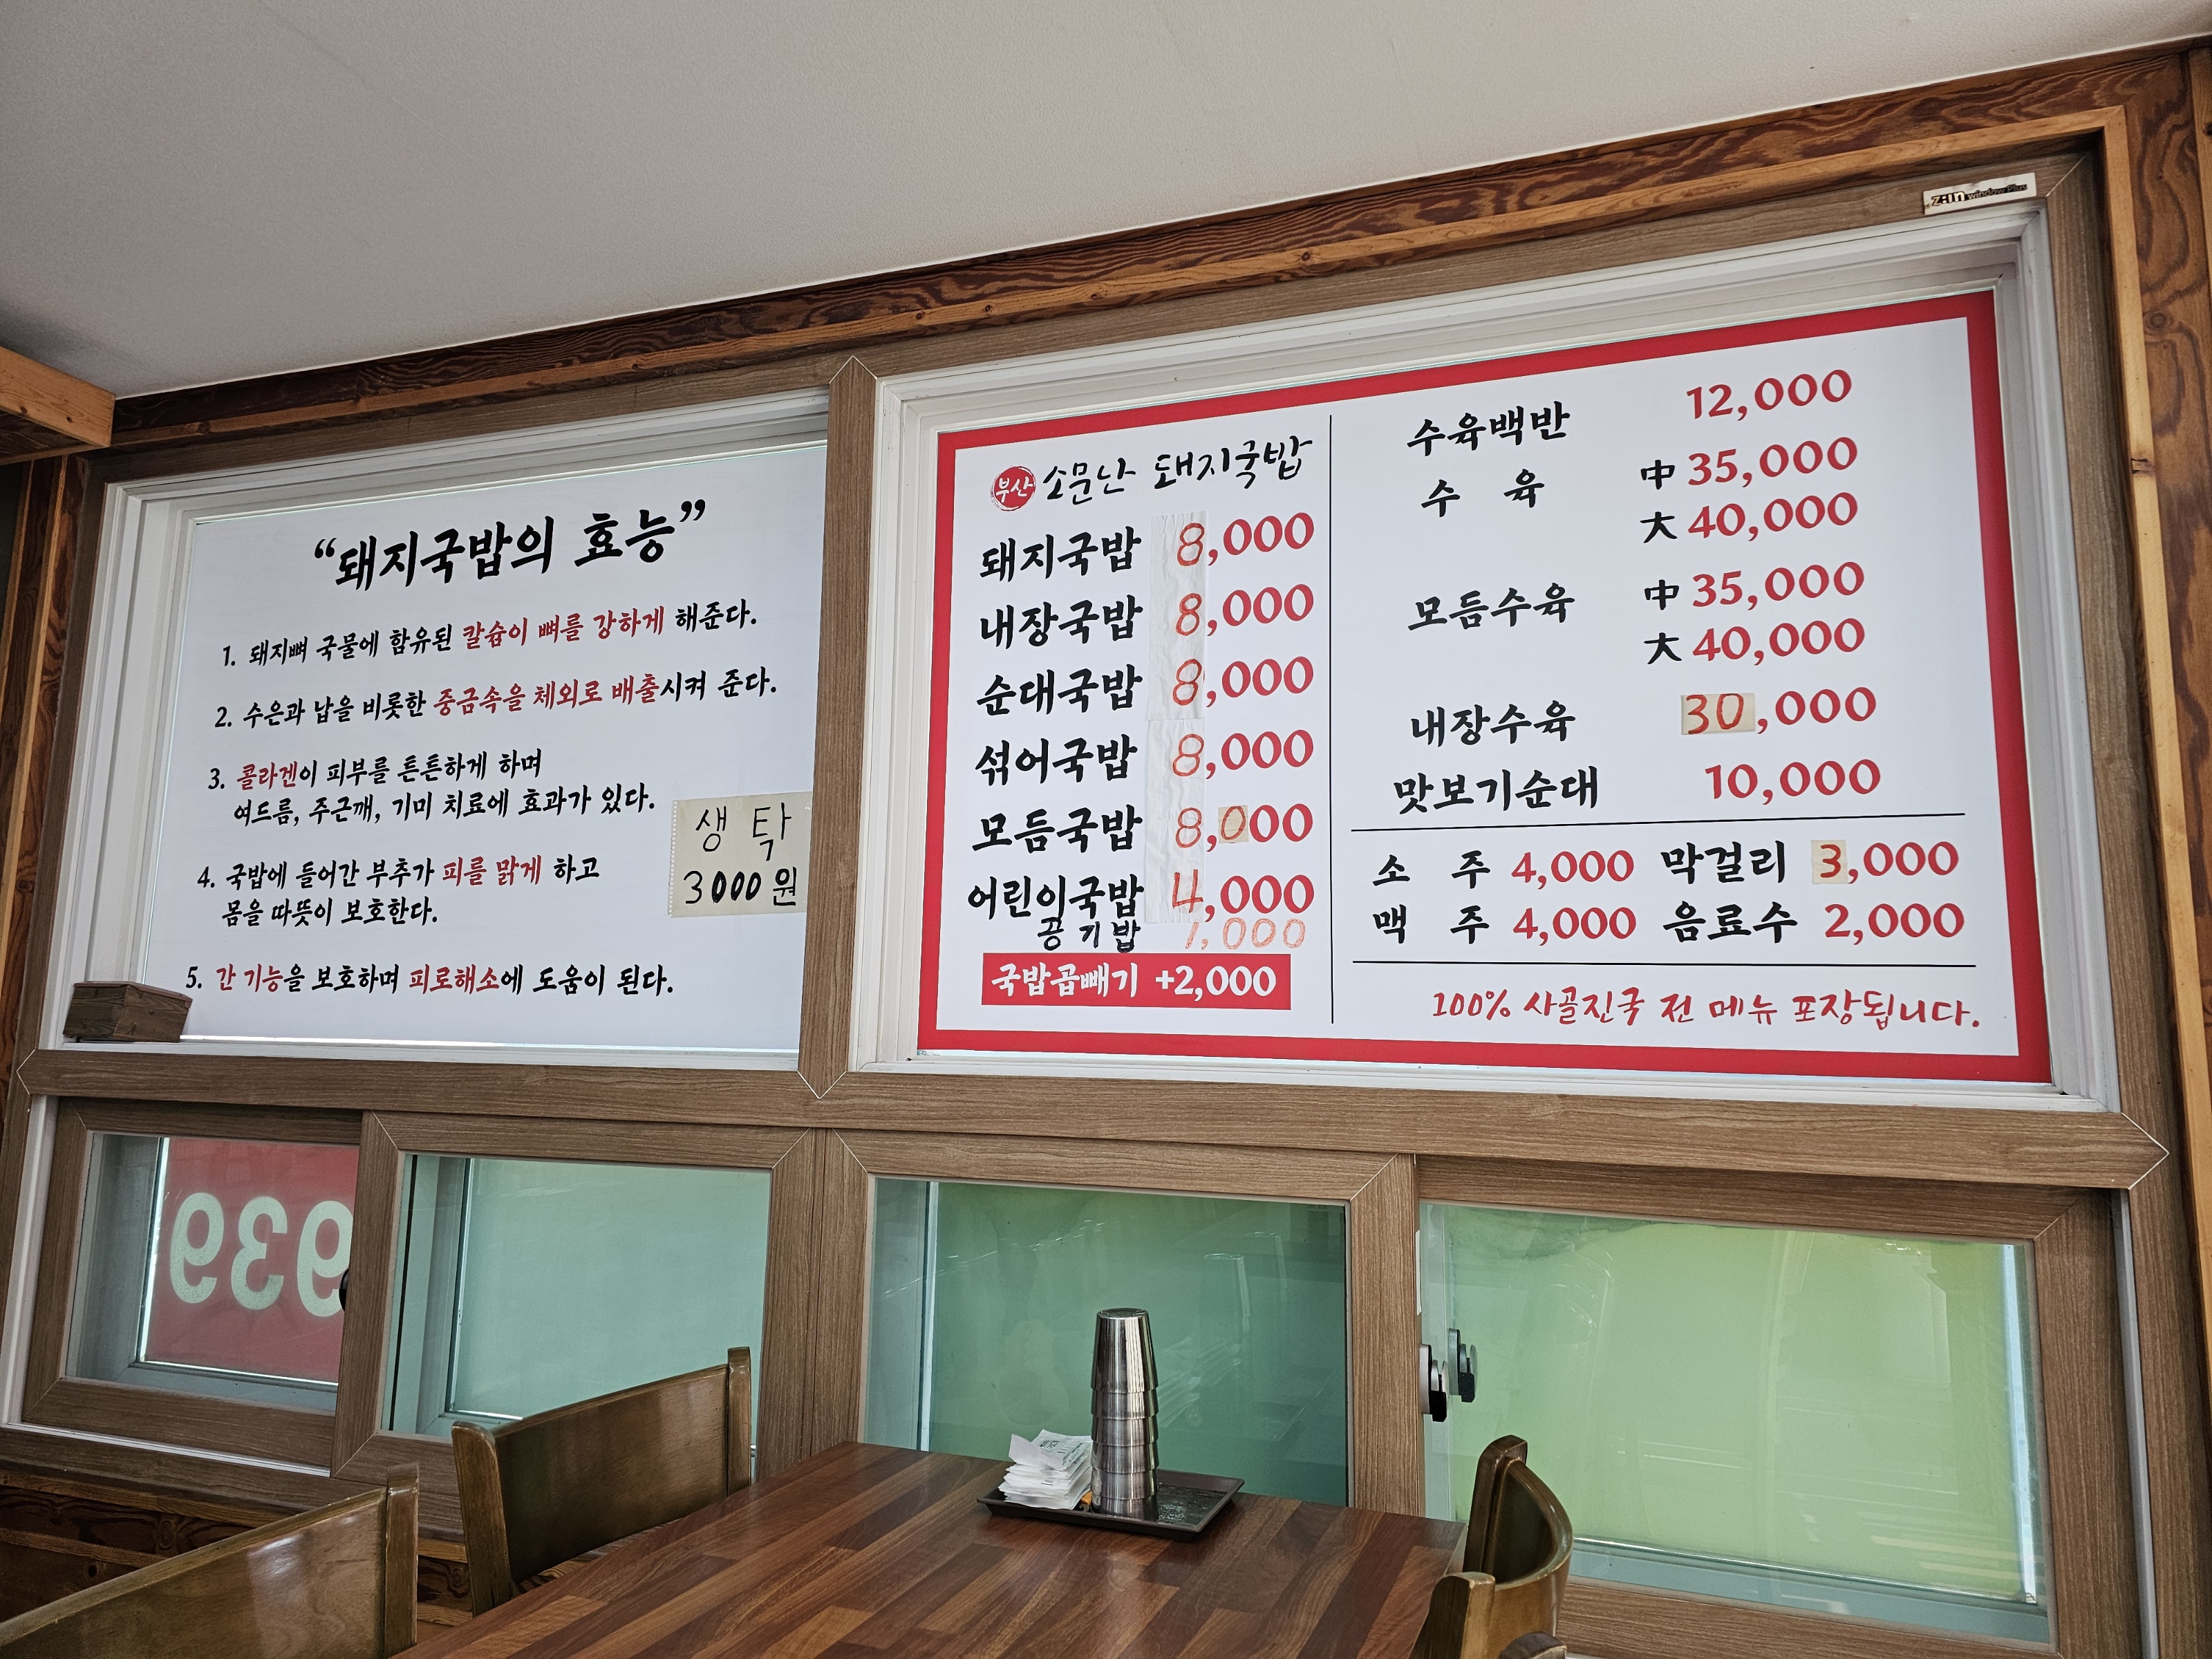 Z:IN window Plus
"돼지국밥의 효능"
1. 돼지뼈 국물에 함유된 칼슘이 뼈를 강하게 해준다.
2. 수은과 납을 비롯한 중금속을 체외로 배출시켜 준다.
3. 콜라겐이 피부를 튼튼하게 하며
여드름, 주근깨, 기미 치료에 효과가 있다.
4. 국밥에 들어간 부추가 피를 맑게 하고
몸을 따뜻이 보호한다.
5. 간 기능을 보호하며 피로해소에 도움이 된다.
생 탁
3000원
부산 소문난 돼지국밥
돼지국밥 8,000
내장국밥 8,000
순대국밥 8,000
섞어국밥 8,000
모듬국밥 8,000
어린이국밥 4,000
공기밥 1,000
국밥곱빼기 +2,000
수육백반 12,000
수 육 中 35,000
大 40,000
모듬수육 中 35,000
大 40,000
내장수육 30,000
맛보기순대 10,000
소 주 4,000 막걸리 3,000
맥 주 4,000 음료수 2,000
100% 사골진국 전 메뉴 포장됩니다.
939